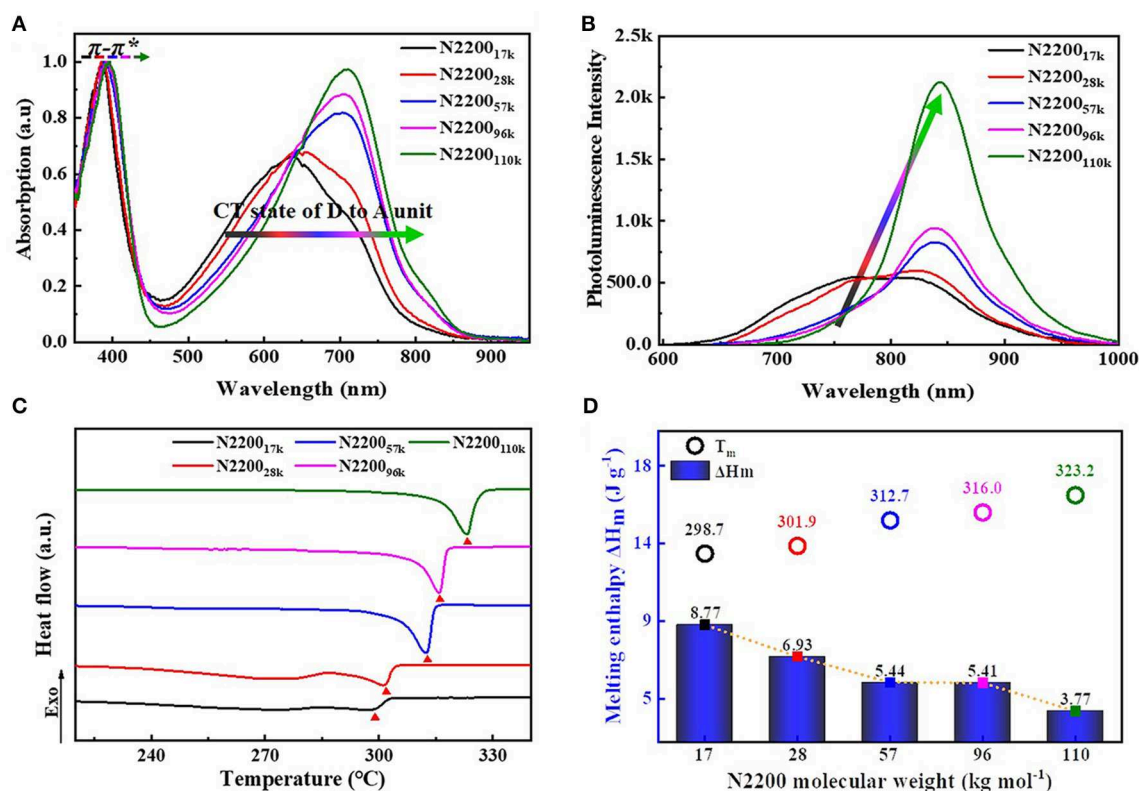 A
π-π*
N2200₁₇ₖ
N2200₂₈ₖ
N2200₅₇ₖ
N2200₉₆ₖ
N2200₁₁₀ₖ
CT state of D to A unit
1.0
0.8
0.6
0.4
0.2
0.0
Absorbption (a.u)
400 500 600 700 800 900
Wavelength (nm)
B
N2200₁₇ₖ
N2200₂₈ₖ
N2200₅₇ₖ
N2200₉₆ₖ
N2200₁₁₀ₖ
2.5k
2.0k
1.5k
1.0k
500.0
0.0
Photoluminescence Intensity
600 700 800 900 1000
Wavelength (nm)
C
N2200₁₇ₖ N2200₅₇ₖ N2200₁₁₀ₖ
N2200₂₈ₖ N2200₉₆ₖ
Heat flow (a.u.)
Exo
240 270 300 330
Temperature (°C)
D
Tₘ
ΔHm
18
14
9
5
Melting enthalpy ΔHₘ (J g⁻¹)
298.7 301.9 312.7 316.0 323.2
8.77 6.93 5.44 5.41 3.77
17 28 57 96 110
N2200 molecular weight (kg mol⁻¹)